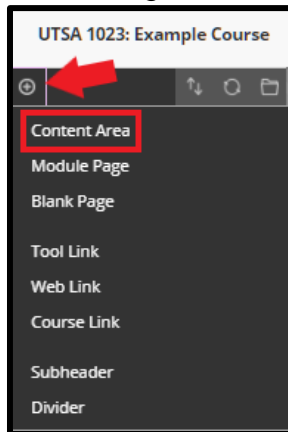 UTSA 1023: Example Course
Content Area
Module Page
Blank Page
Tool Link
Web Link
Course Link
Subheader
Divider